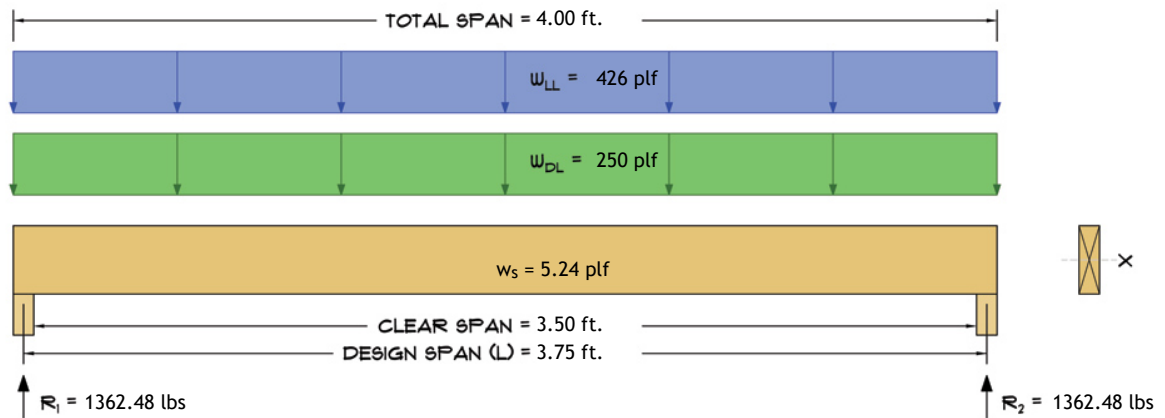 TOTAL SPAN = 4.00 ft.
WLL = 426 plf
WDL = 250 plf
ws = 5.24 plf
X
CLEAR SPAN = 3.50 ft.
DESIGN SPAN (L) = 3.75 ft.
R1 = 1362.48 lbs
R2 = 1362.48 lbs